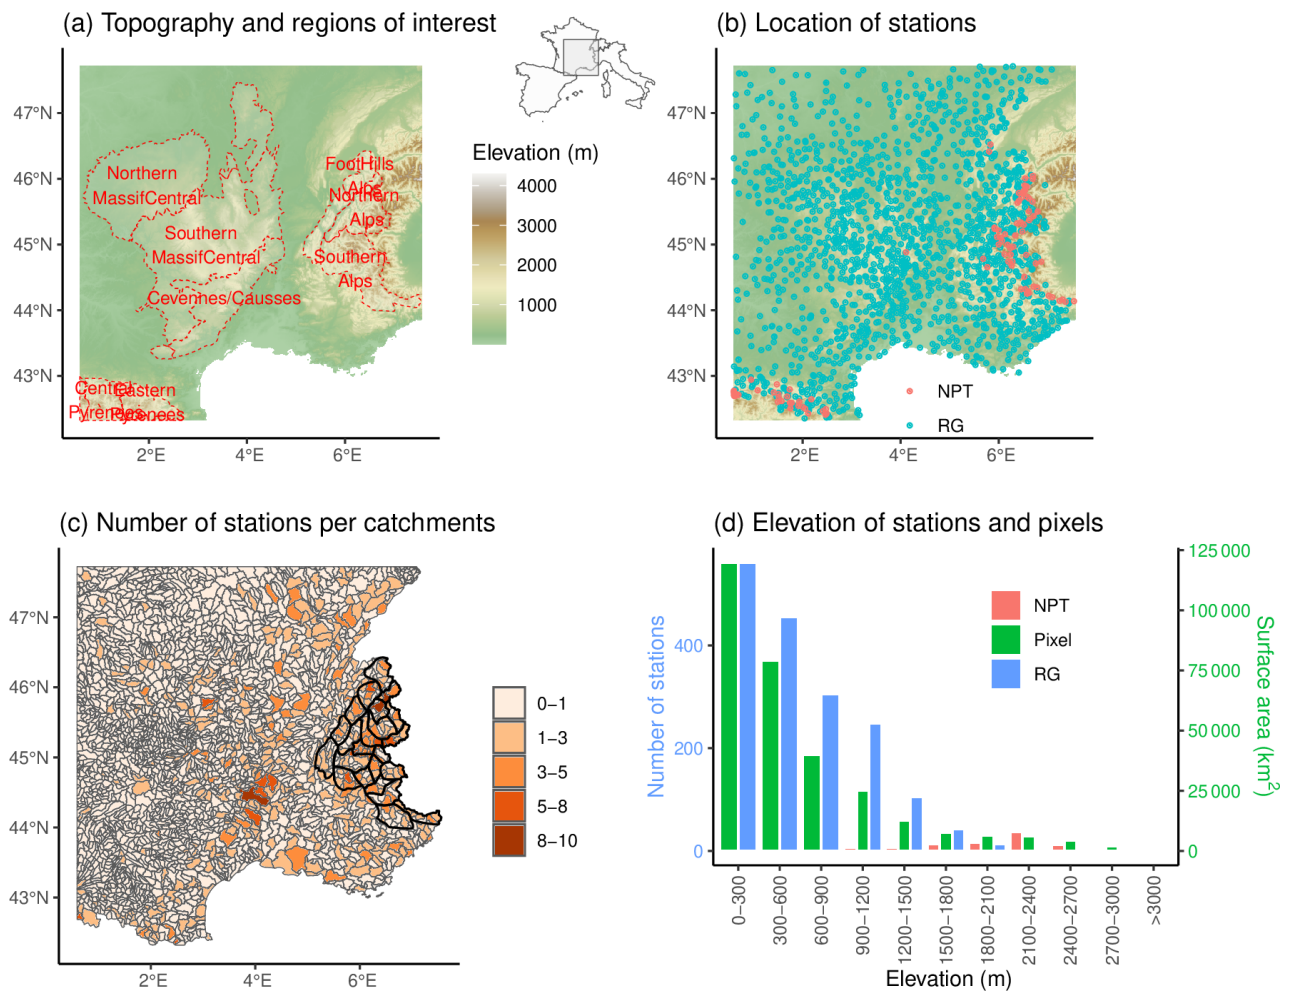 (a) Topography and regions of interest
47°N
46°N
45°N
44°N
43°N
2°E
4°E
6°E
Northern
MassifCentral
Southern
MassifCentral
Cevennes/Causses
FootHills
Alps
Northern
Alps
Southern
Alps
Central
Pyrenees
Eastern
Pyrenees
Elevation (m)
4000
3000
2000
1000
(b) Location of stations
47°N
46°N
45°N
44°N
43°N
2°E
4°E
6°E
NPT
RG
(c) Number of stations per catchments
47°N
46°N
45°N
44°N
43°N
2°E
4°E
6°E
0−1
1−3
3−5
5−8
8−10
(d) Elevation of stations and pixels
Number of stations
400
200
0
NPT
Pixel
RG
125 000
100 000
75 000
50 000
25 000
0
Surface area (km²)
0−300
300−600
600−900
900−1200
1200−1500
1500−1800
1800−2100
2100−2400
2400−2700
2700−3000
>3000
Elevation (m)